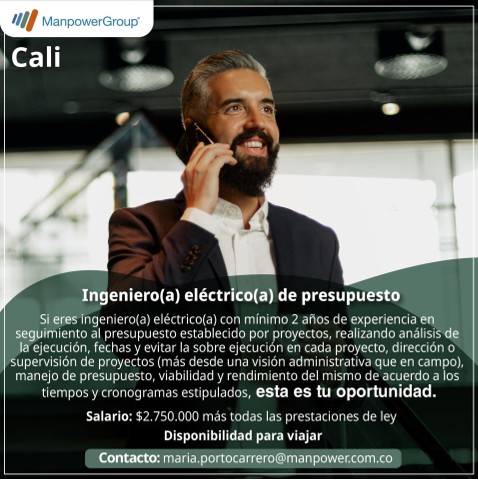 ManpowerGroup®
Cali
Ingeniero(a) eléctrico(a) de presupuesto
Si eres ingeniero(a) eléctrico(a) con mínimo 2 años de experiencia en
seguimiento al presupuesto establecido por proyectos, realizando análisis de
la ejecución, fechas y evitar la sobre ejecución en cada proyecto, dirección o
supervisión de proyectos (más desde una visión administrativa que en campo),
manejo de presupuesto, viabilidad y rendimiento del mismo de acuerdo a los
tiempos y cronogramas estipulados, esta es tu oportunidad.
Salario: $2.750.000 más todas las prestaciones de ley
Disponibilidad para viajar
Contacto: maria.portocarrero@manpower.com.co